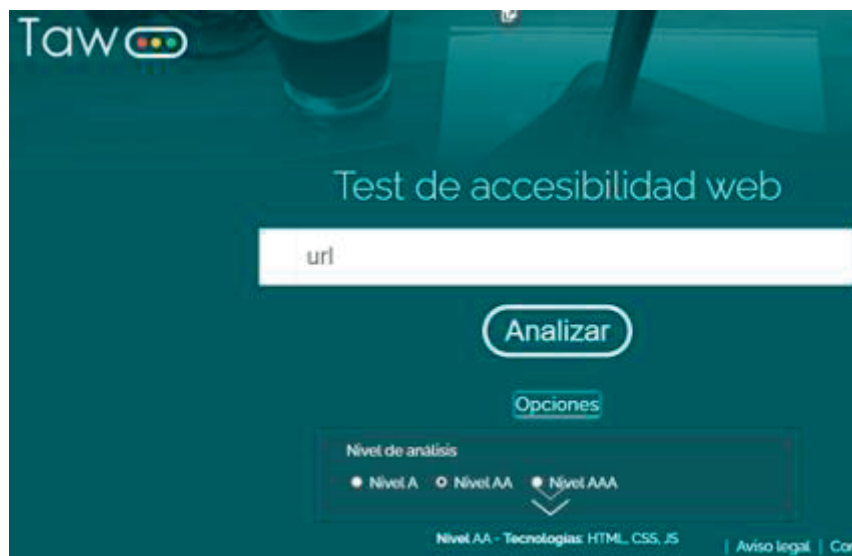 Taw
Test de accesibilidad web
url
Analizar
Opciones
Nivel de análisis
Nivel A Nivel AA Nivel AAA
Nivel AA - Tecnologías: HTML, CSS, JS
| Aviso legal | Con